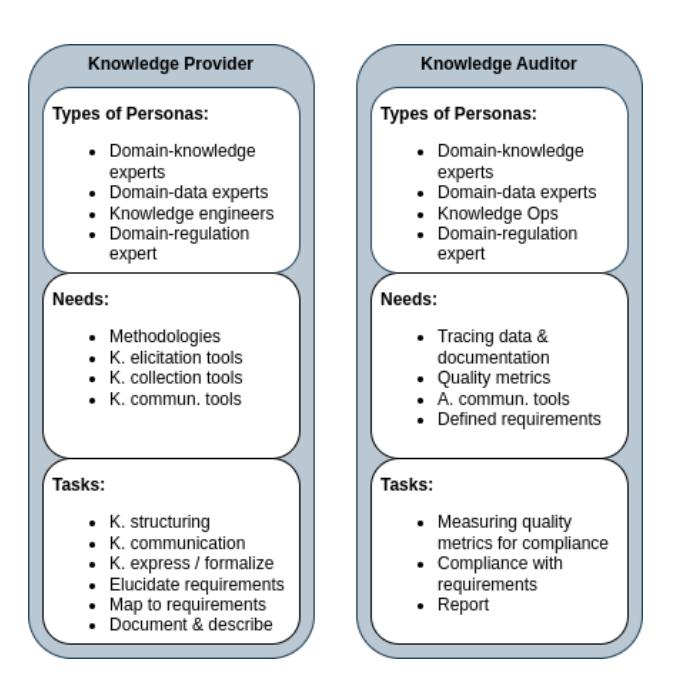 Knowledge Provider
Types of Personas:
• Domain-knowledge
experts
• Domain-data experts
• Knowledge engineers
• Domain-regulation
expert
Needs:
• Methodologies
• K. elicitation tools
• K. collection tools
• K. commun. tools
Tasks:
• K. structuring
• K. communication
• K. express / formalize
• Elucidate requirements
• Map to requirements
• Document & describe
Knowledge Auditor
Types of Personas:
• Domain-knowledge
experts
• Domain-data experts
• Knowledge Ops
• Domain-regulation
expert
Needs:
• Tracing data &
documentation
• Quality metrics
• A. commun. tools
• Defined requirements
Tasks:
• Measuring quality
metrics for compliance
• Compliance with
requirements
• Report